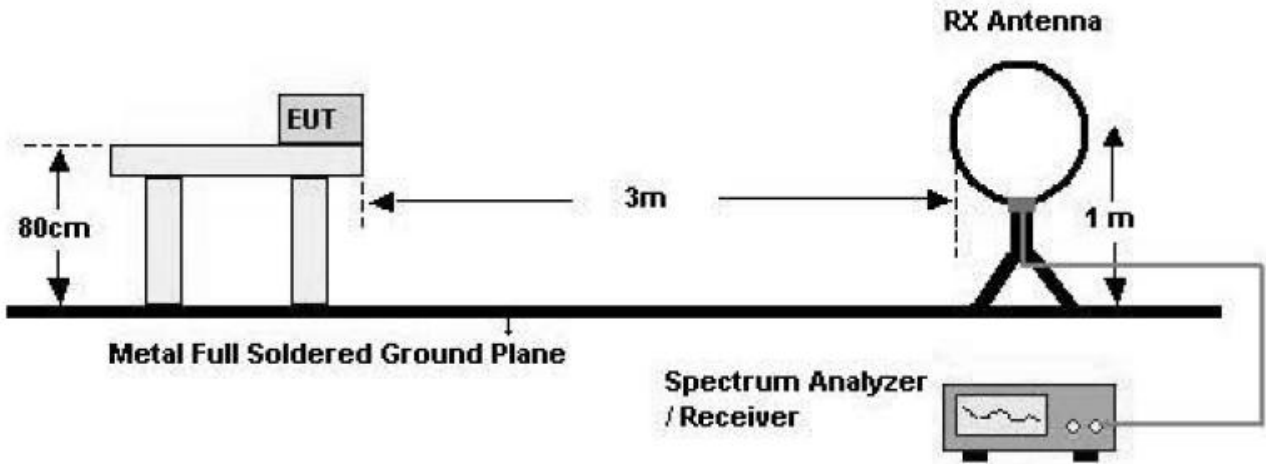 RX Antenna
EUT
80cm
3m
1 m
Metal Full Soldered Ground Plane
Spectrum Analyzer
/ Receiver